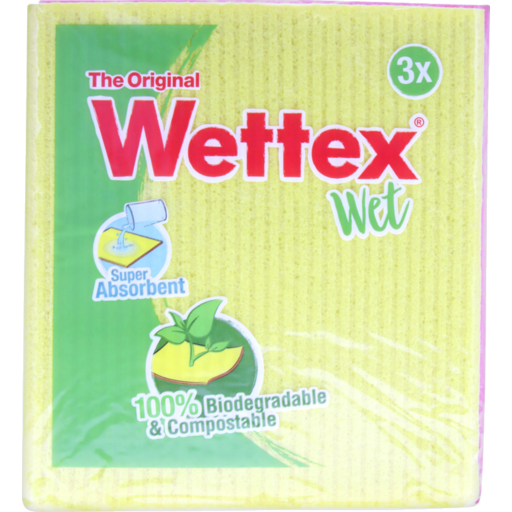 The Original
3x
Wettex®
Wet
Super
Absorbent
100% Biodegradable
& Compostable